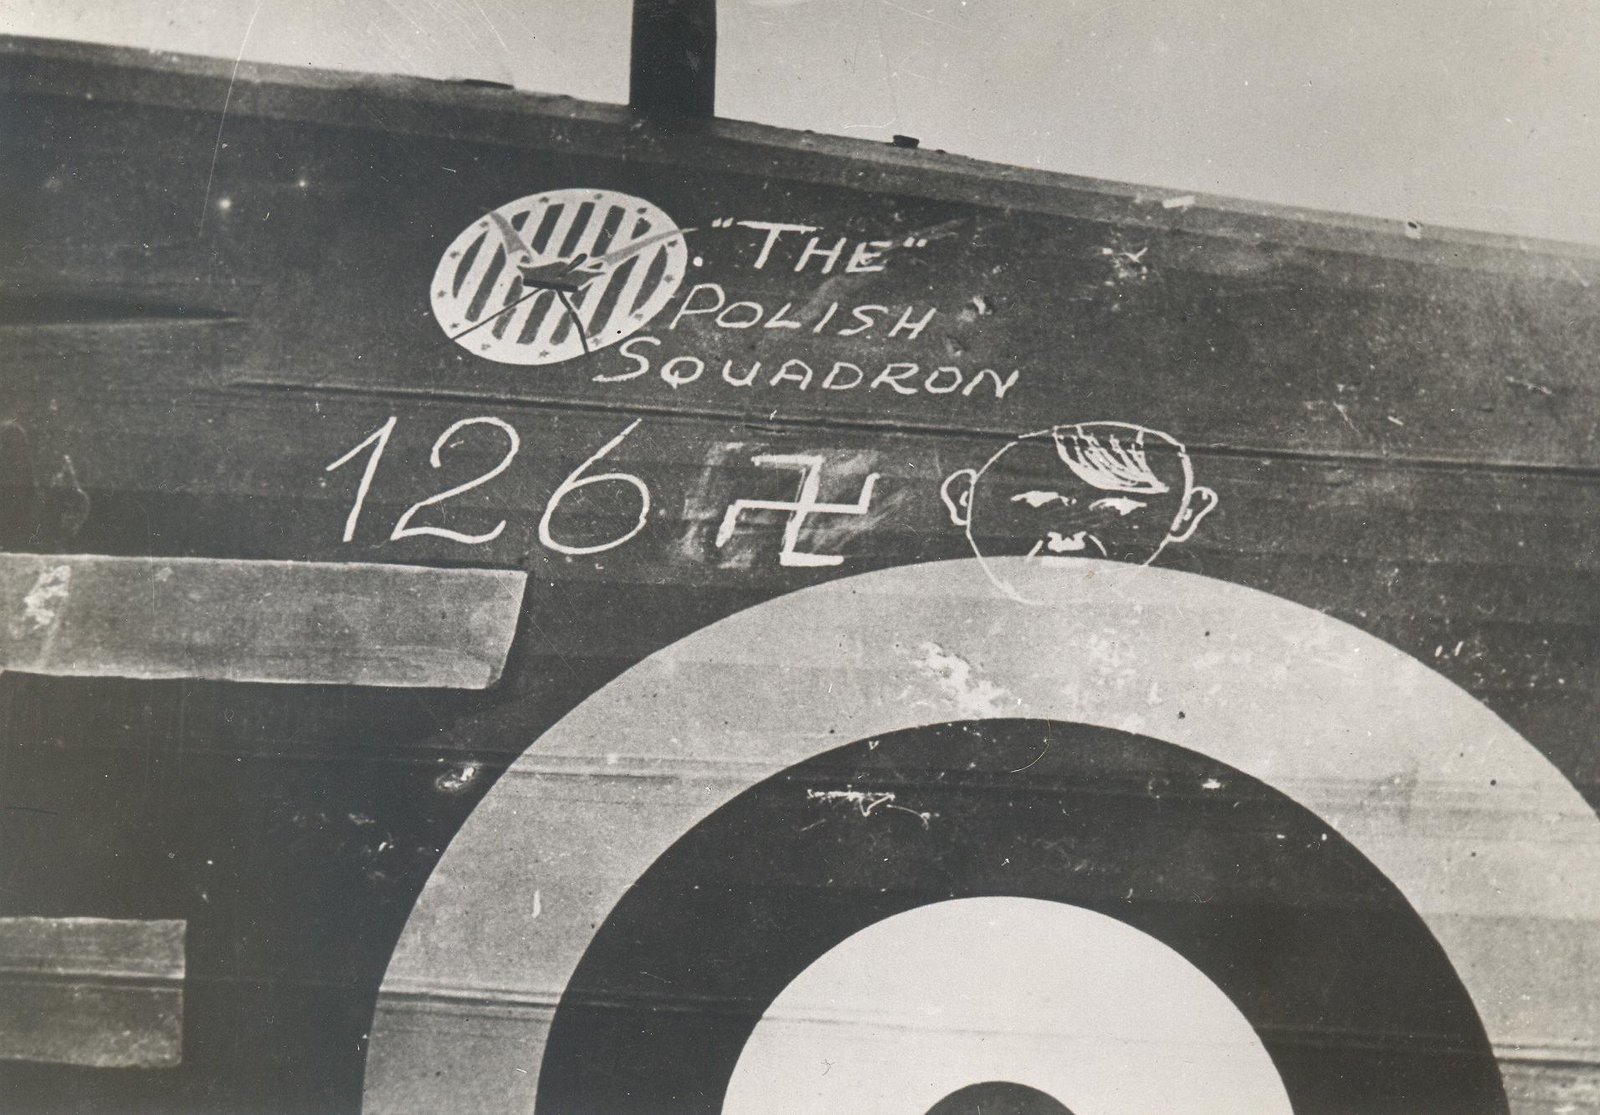 "THE"
POLISH
SQUADRON
126